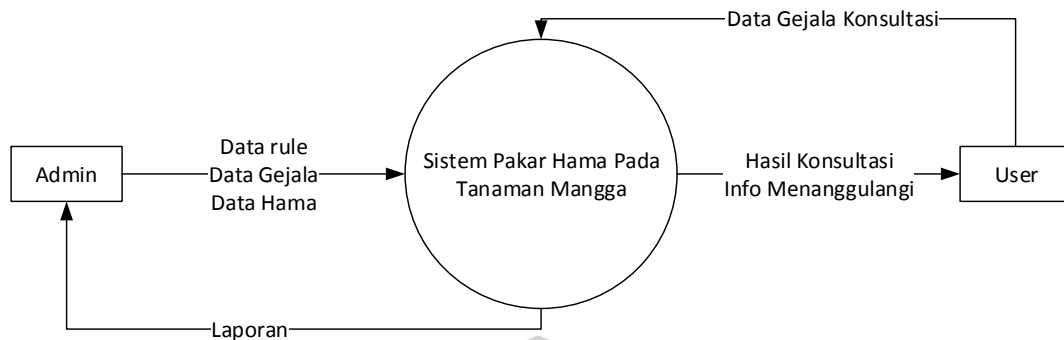 Data Gejala Konsultasi
Admin
Data rule
Data Gejala
Data Hama
Sistem Pakar Hama Pada
Tanaman Mangga
Hasil Konsultasi
Info Menanggulangi
User
Laporan